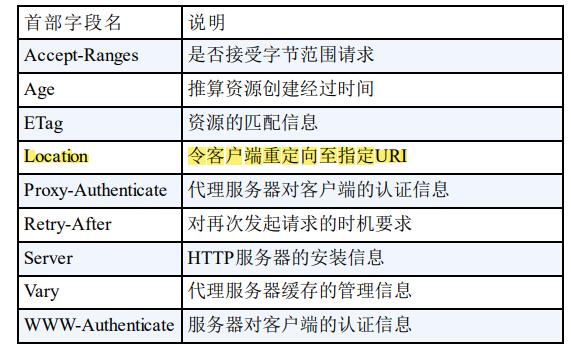 首部字段名 说明
Accept-Ranges 是否接受字节范围请求
Age 推算资源创建经过时间
ETag 资源的匹配信息
Location 令客户端重定向至指定URI
Proxy-Authenticate 代理服务器对客户端的认证信息
Retry-After 对再次发起请求的时机要求
Server HTTP服务器的安装信息
Vary 代理服务器缓存的管理信息
WWW-Authenticate 服务器对客户端的认证信息